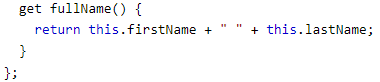 get fullName() {
return this.firstName + " " + this.lastName;
}
};